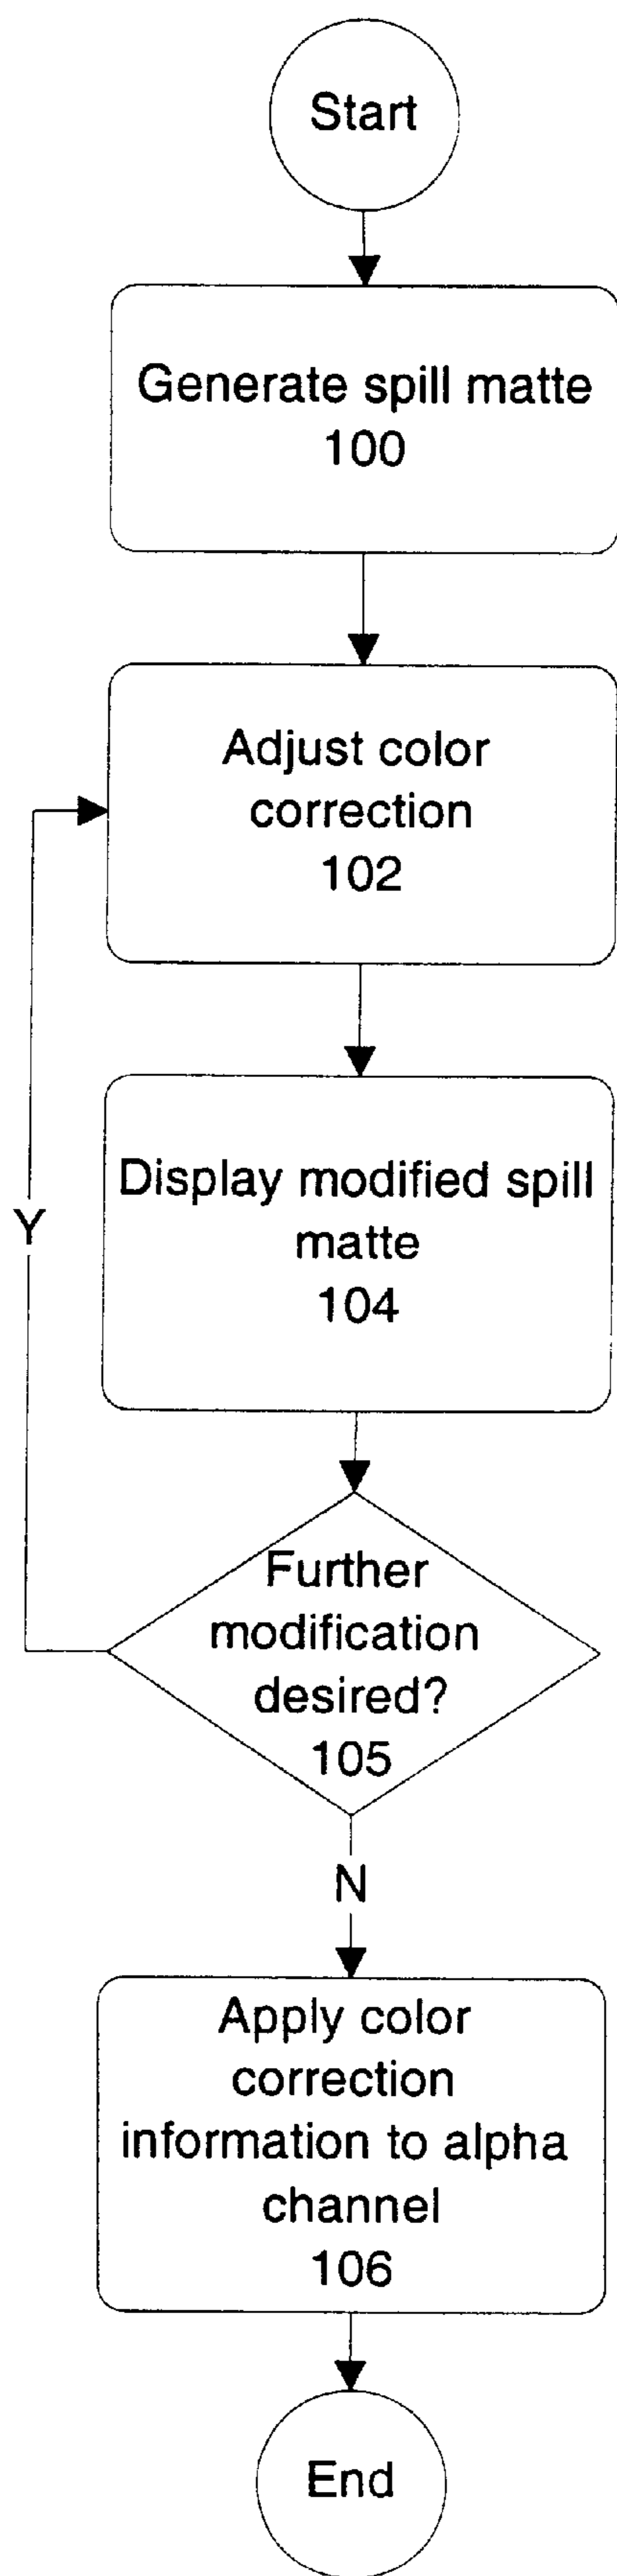 Start
Generate spill matte
100
Adjust color
correction
102
Display modified spill
matte
104
Y
Further
modification
desired?
105
N
Apply color
correction
information to alpha
channel
106
End